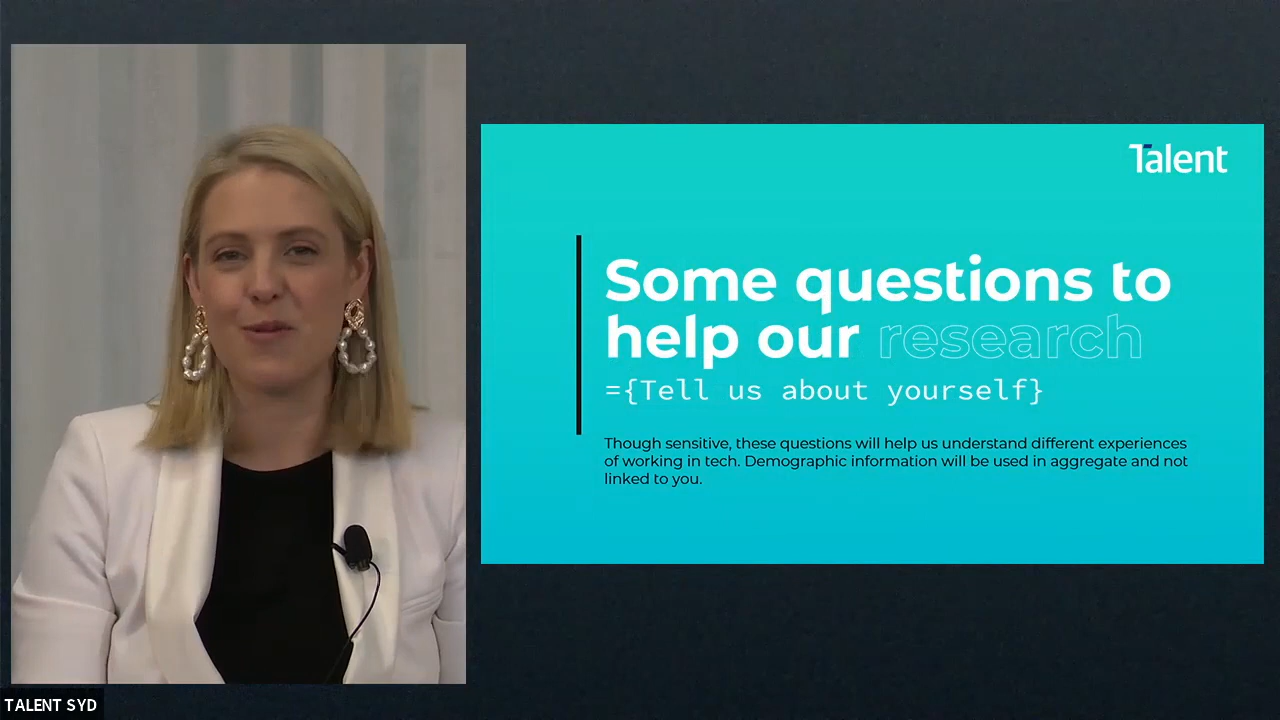 Talent
Some questions to
help our research
={Tell us about yourself}
Though sensitive, these questions will help us understand different experiences
of working in tech. Demographic information will be used in aggregate and not
linked to you.
TALENT SYD